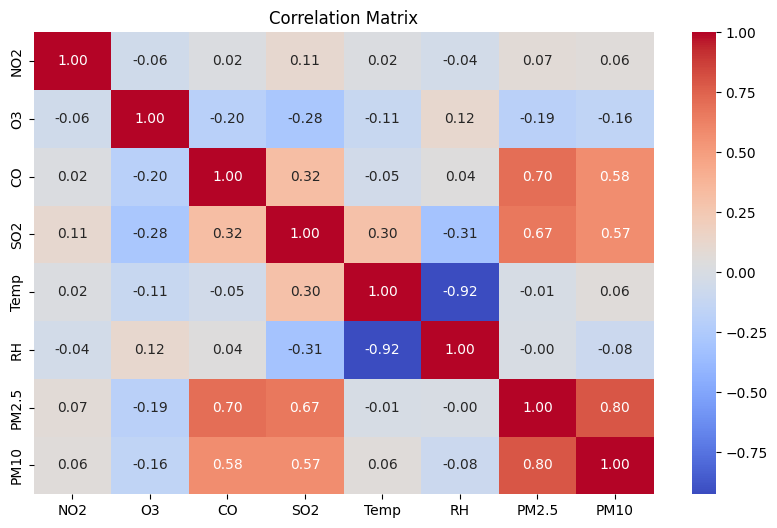 Correlation Matrix
NO2 1.00 -0.06 0.02 0.11 0.02 -0.04 0.07 0.06
O3 -0.06 1.00 -0.20 -0.28 -0.11 0.12 -0.19 -0.16
CO 0.02 -0.20 1.00 0.32 -0.05 0.04 0.70 0.58
SO2 0.11 -0.28 0.32 1.00 0.30 -0.31 0.67 0.57
Temp 0.02 -0.11 -0.05 0.30 1.00 -0.92 -0.01 0.06
RH -0.04 0.12 0.04 -0.31 -0.92 1.00 -0.00 -0.08
PM2.5 0.07 -0.19 0.70 0.67 -0.01 -0.00 1.00 0.80
PM10 0.06 -0.16 0.58 0.57 0.06 -0.08 0.80 1.00
NO2 O3 CO SO2 Temp RH PM2.5 PM10
1.00
0.75
0.50
0.25
0.00
−0.25
−0.50
−0.75